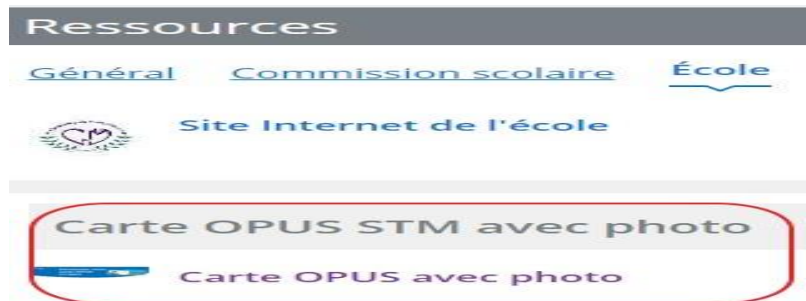 Ressources
Général Commission scolaire École
Site Internet de l'école
Carte OPUS STM avec photo
Carte OPUS avec photo